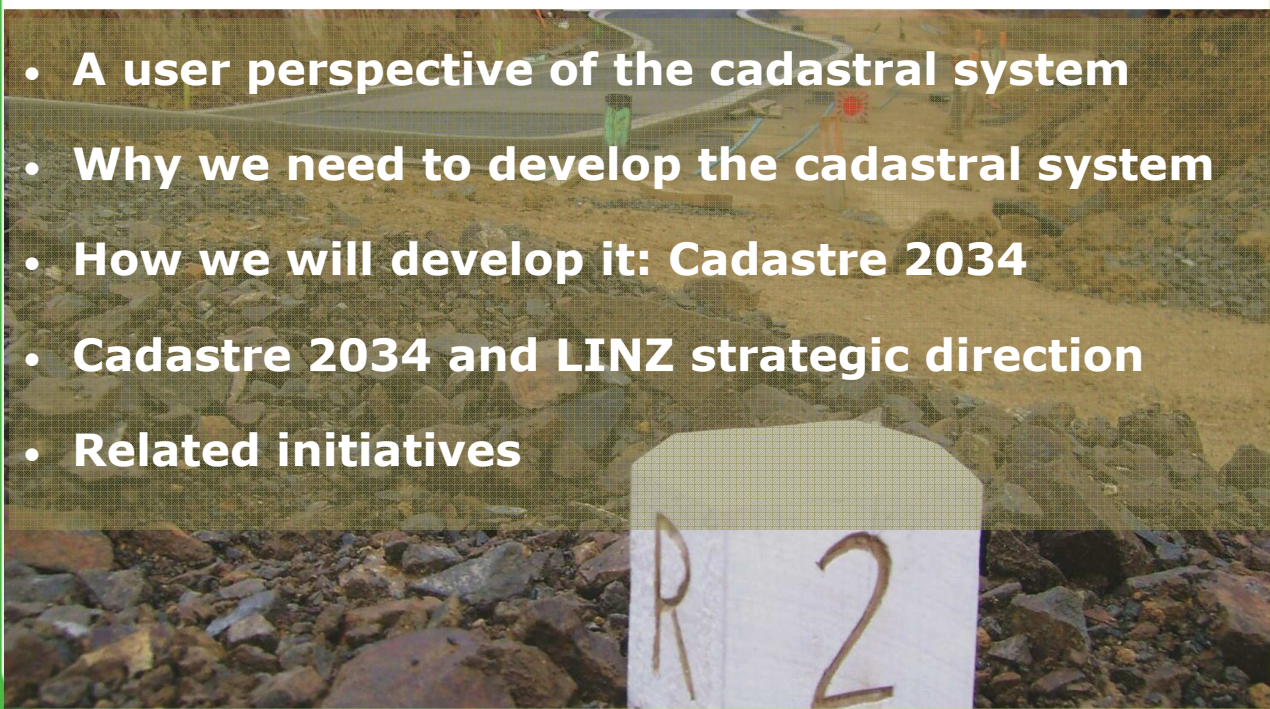 • A user perspective of the cadastral system
• Why we need to develop the cadastral system
• How we will develop it: Cadastre 2034
• Cadastre 2034 and LINZ strategic direction
• Related initiatives
R 2